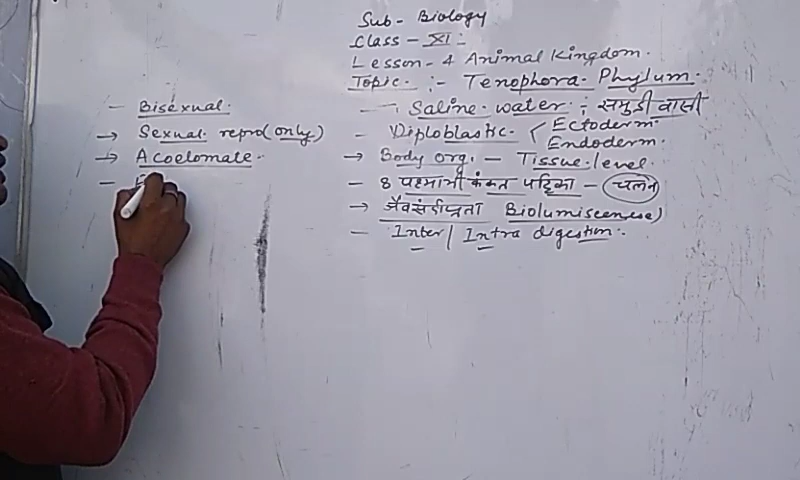 Sub- Biology
Class - XI :-
Lesson - 4 Animal Kingdom.
Topic :- Tenophora Phylum.
- Saline water ; समुद्री वासी
- Diploblastic < Ectoderm
Endoderm.
→ Body org. - Tissue level.
- 8 पक्ष्माभी कंकत पट्टिका - चलन
→ जैवसंदीप्तता Biolumiscenese)
- Inter / Intra digestion.
- Bisexual.
→ Sexual repro (only)
→ Acoelomate.